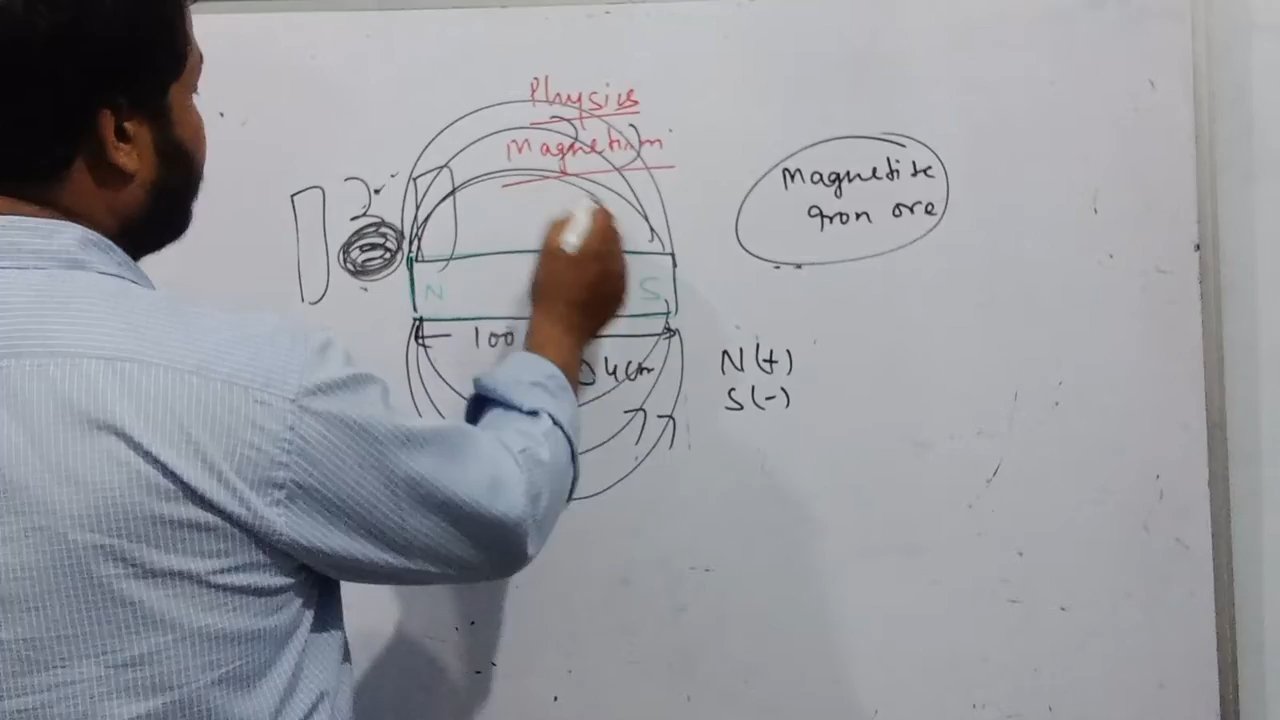 Physics
Magnetism
Magnetite
Iron ore
N S
100
4cm
N(+)
S(-)